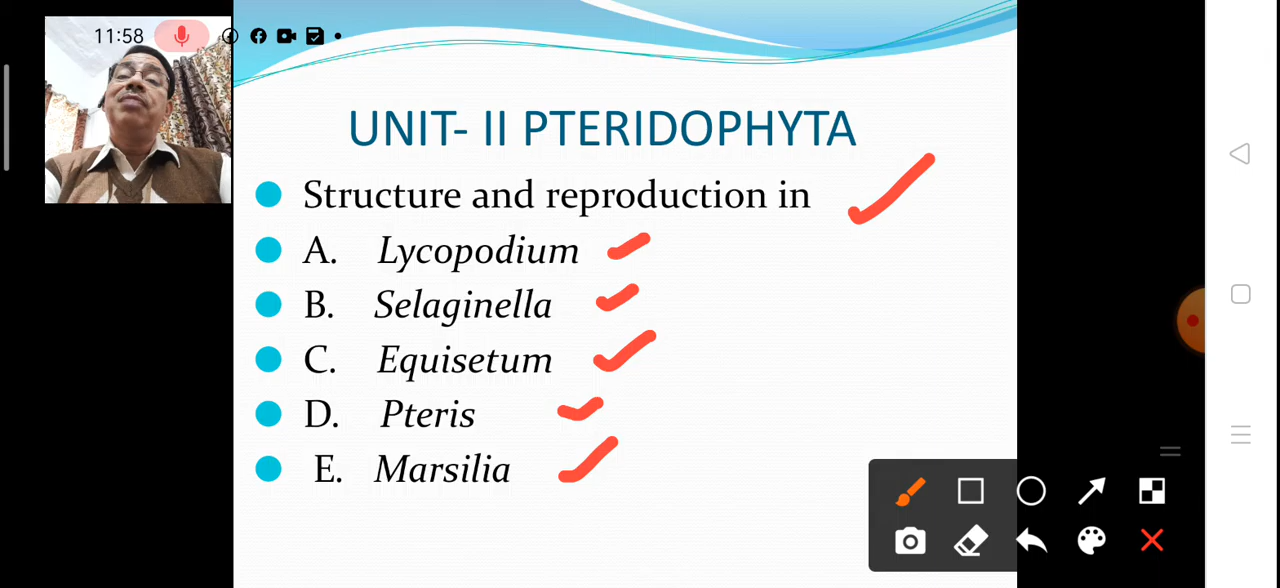 11:58
UNIT- II PTERIDOPHYTA
Structure and reproduction in
A. Lycopodium
B. Selaginella
C. Equisetum
D. Pteris
E. Marsilia